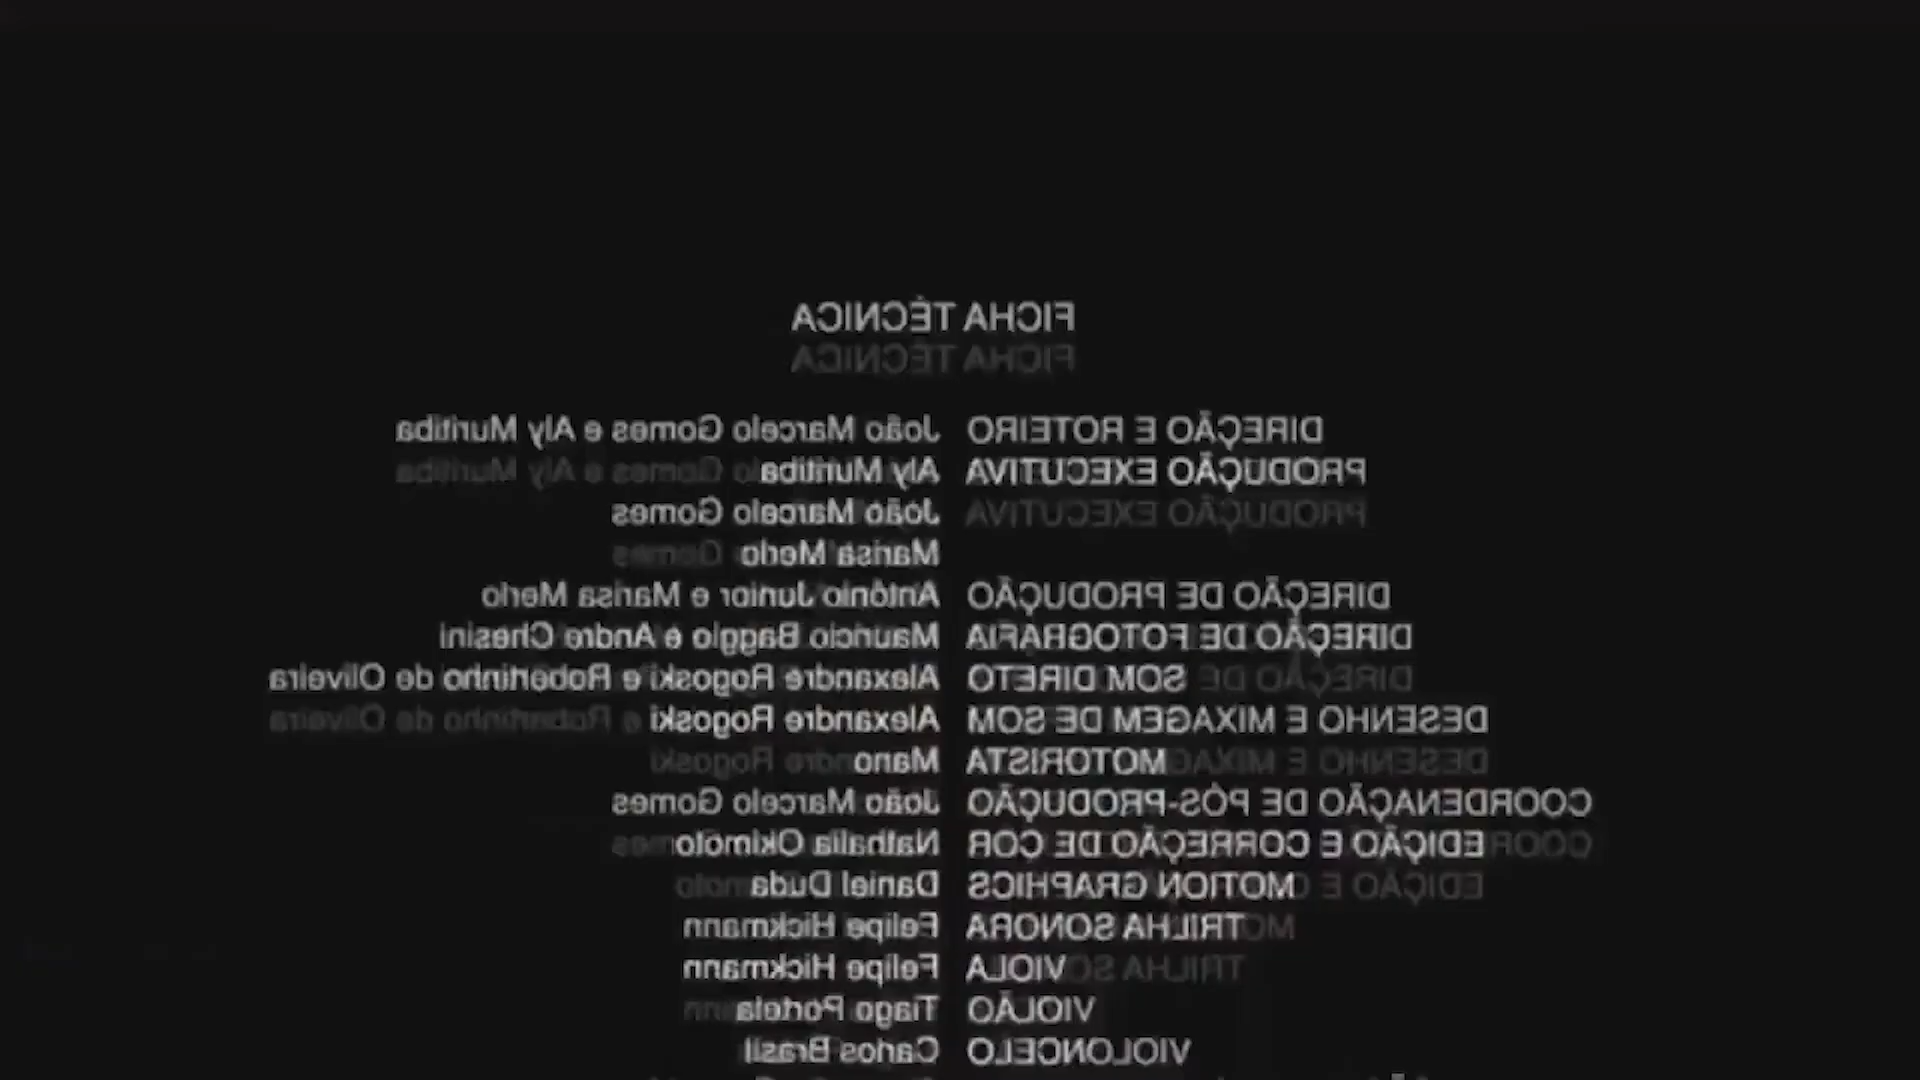 FICHA TÉCNICA
DIREÇÃO E ROTEIRO João Marcelo Gomes e Aly Muritiba
PRODUÇÃO EXECUTIVA Aly Muritiba
João Marcelo Gomes
Marisa Merlo
DIREÇÃO DE PRODUÇÃO Antônio Junior e Marisa Merlo
DIREÇÃO DE FOTOGRAFIA Mauricio Baggio e Andre Chesini
SOM DIRETO Alexandre Rogoski e Robertinho de Oliveira
DESENHO E MIXAGEM DE SOM Alexandre Rogoski
MOTORISTA Mano
COORDENAÇÃO DE PÓS-PRODUÇÃO João Marcelo Gomes
EDIÇÃO E CORREÇÃO DE COR Nathalia Okimoto
MOTION GRAPHICS Daniel Duda
TRILHA SONORA Felipe Hickmann
VIOLA Felipe Hickmann
VIOLÃO Tiago Portela
VIOLONCELO Carlos Brasil